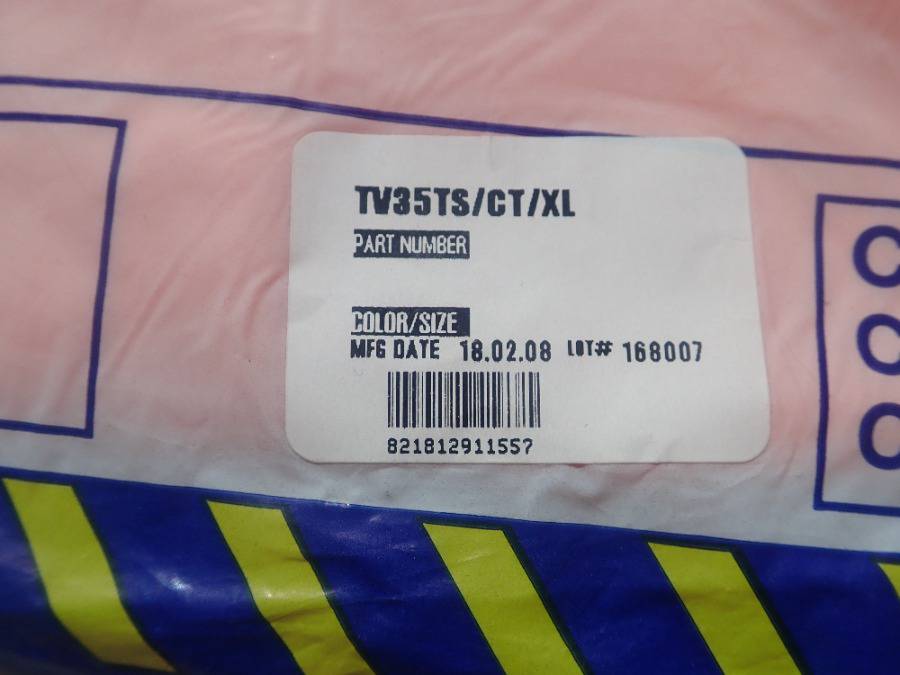 TV35TS/CT/XL
PART NUMBER
COLOR/SIZE
MFG DATE 18.02.08 LOT# 168007
821812911557